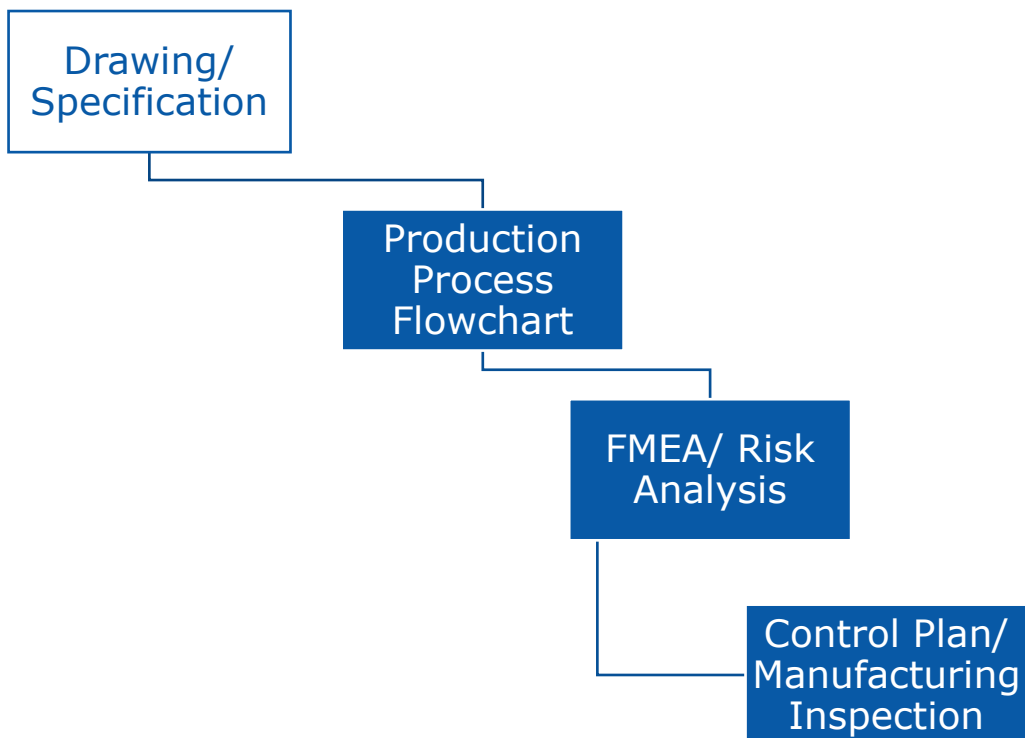 Drawing/
Specification
Production
Process
Flowchart
FMEA/ Risk
Analysis
Control Plan/
Manufacturing
Inspection